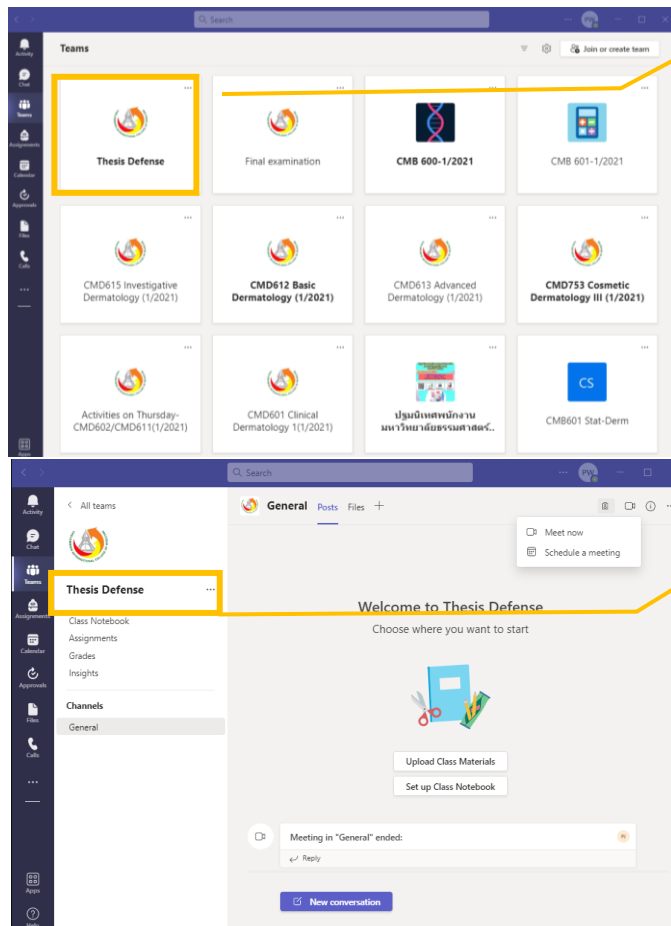 Search
PW
Teams
Join or create team
Activity
Chat
Teams
Assignments
Calendar
Approvals
Files
Calls
Apps
Thesis Defense
Final examination
CMB 600-1/2021
CMB 601-1/2021
CMD615 Investigative
Dermatology (1/2021)
CMD612 Basic
Dermatology (1/2021)
CMD613 Advanced
Dermatology (1/2021)
CMD753 Cosmetic
Dermatology III (1/2021)
Activities on Thursday-
CMD602/CMD611(1/2021)
CMD601 Clinical
Dermatology 1(1/2021)
ปฐมนิเทศพนักงาน
มหาวิทยาลัยธรรมศาสตร์..
CS
CMB601 Stat-Derm
Search
PW
Activity
Chat
Teams
Assignments
Calendar
Approvals
Files
Calls
Apps
Help
All teams
Thesis Defense
Class Notebook
Assignments
Grades
Insights
Channels
General
General Posts Files
Meet now
Schedule a meeting
Welcome to Thesis Defense
Choose where you want to start
Upload Class Materials
Set up Class Notebook
Meeting in "General" ended:
Reply
New conversation